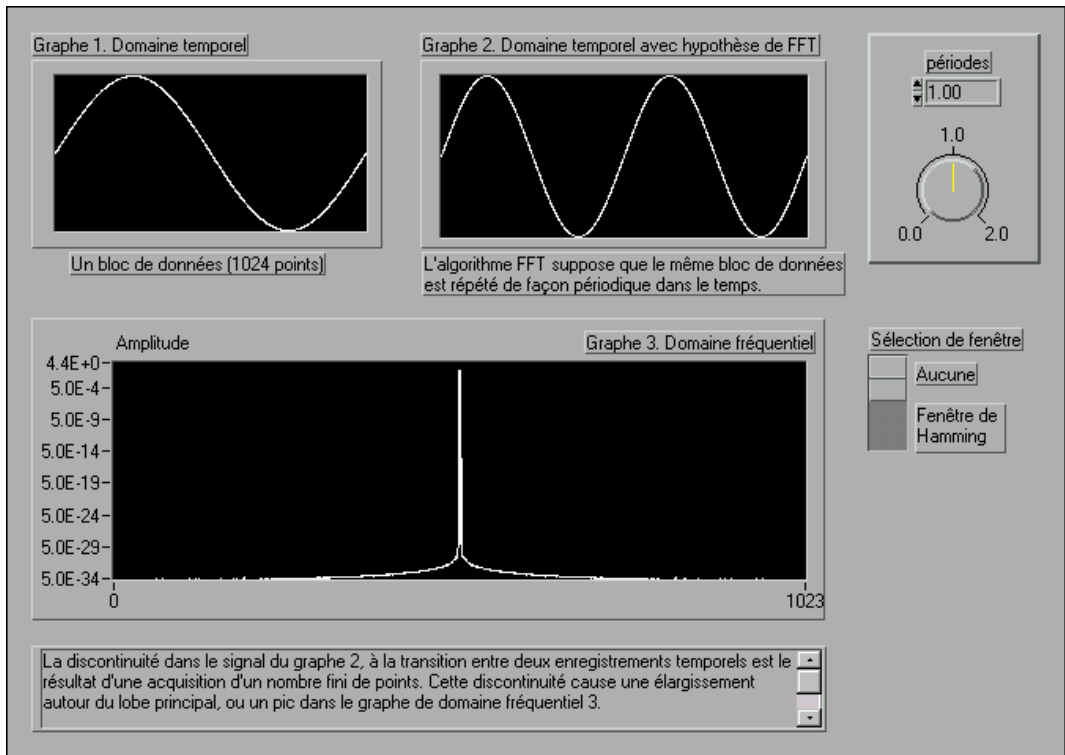 Graphe 1. Domaine temporel
Graphe 2. Domaine temporel avec hypothèse de FFT
périodes
1.00
1.0
0.0
2.0
Un bloc de données (1024 points)
L'algorithme FFT suppose que le même bloc de données
est répété de façon périodique dans le temps.
Amplitude
Graphe 3. Domaine fréquentiel
4.4E+0
5.0E-4
5.0E-9
5.0E-14
5.0E-19
5.0E-24
5.0E-29
5.0E-34
0
1023
Sélection de fenêtre
Aucune
Fenêtre de
Hamming
La discontinuité dans le signal du graphe 2, à la transition entre deux enregistrements temporels est le
résultat d'une acquisition d'un nombre fini de points. Cette discontinuité cause une élargissement
autour du lobe principal, ou un pic dans le graphe de domaine fréquentiel 3.